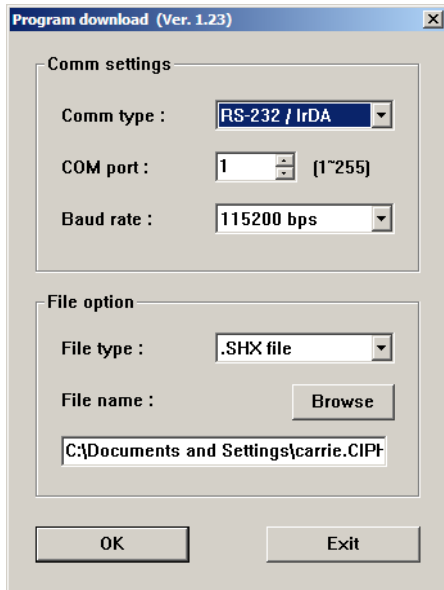 Program download (Ver. 1.23)
Comm settings
Comm type : RS-232 / IrDA
COM port : 1 (1~255)
Baud rate : 115200 bps
File option
File type : .SHX file
File name : Browse
C:\Documents and Settings\carrie.CIPH
OK Exit